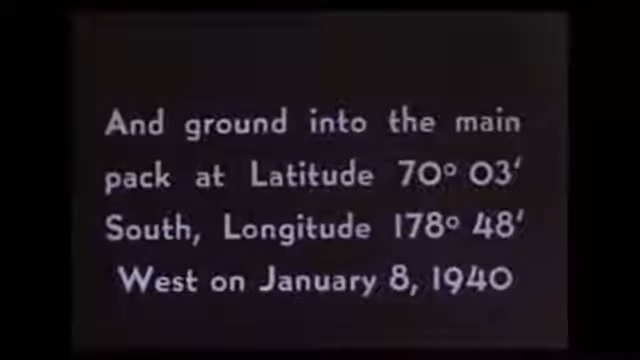 And ground into the main
pack at Latitude 70° 03'
South, Longitude 178° 48'
West on January 8, 1940